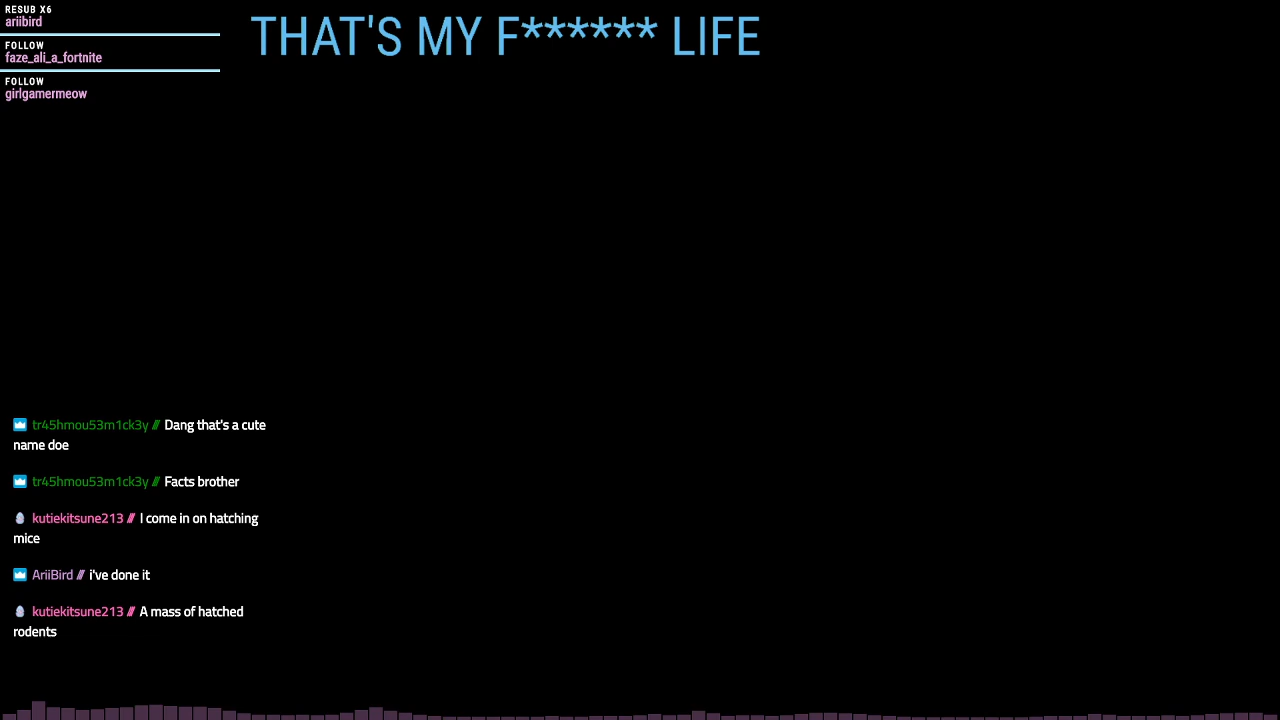 RESUB X6
ariibird
FOLLOW
faze_ali_a_fortnite
FOLLOW
girlgamermeow
THAT'S MY F****** LIFE
tr45hmou53m1ck3y // Dang that's a cute
name doe
tr45hmou53m1ck3y // Facts brother
kutiekitsune213 // I come in on hatching
mice
AriiBird // i've done it
kutiekitsune213 // A mass of hatched
rodents